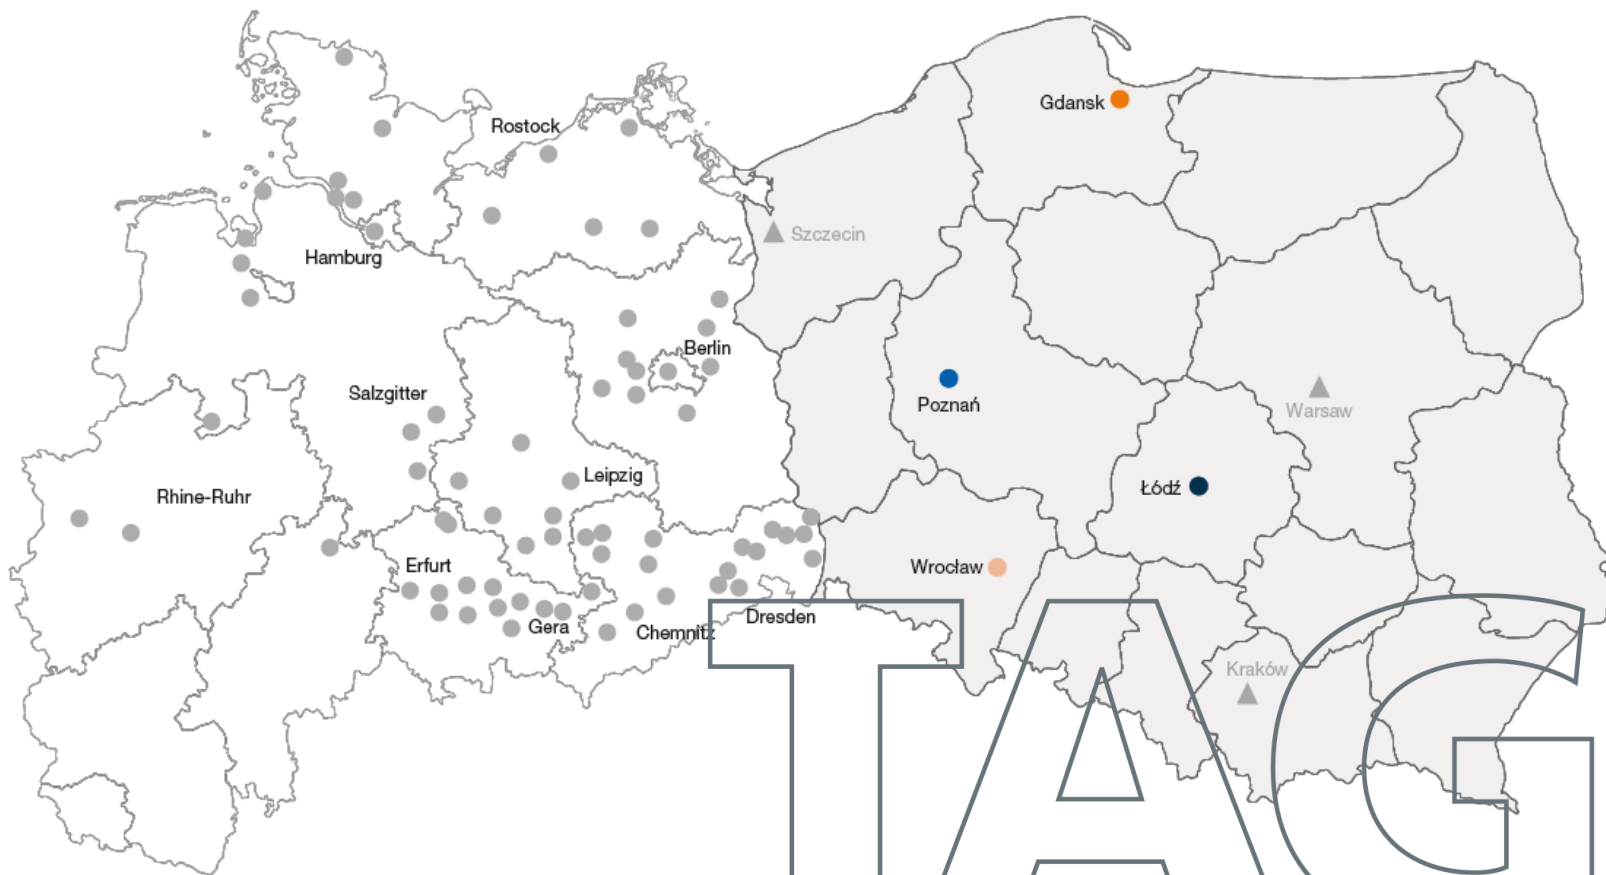 Gdansk
Rostock
Szczecin
Hamburg
Berlin
Salzgitter
Poznań
Warsaw
Leipzig
Łódź
Rhine-Ruhr
Erfurt
Wrocław
Gera
Chemnitz
Dresden
Kraków
TAG